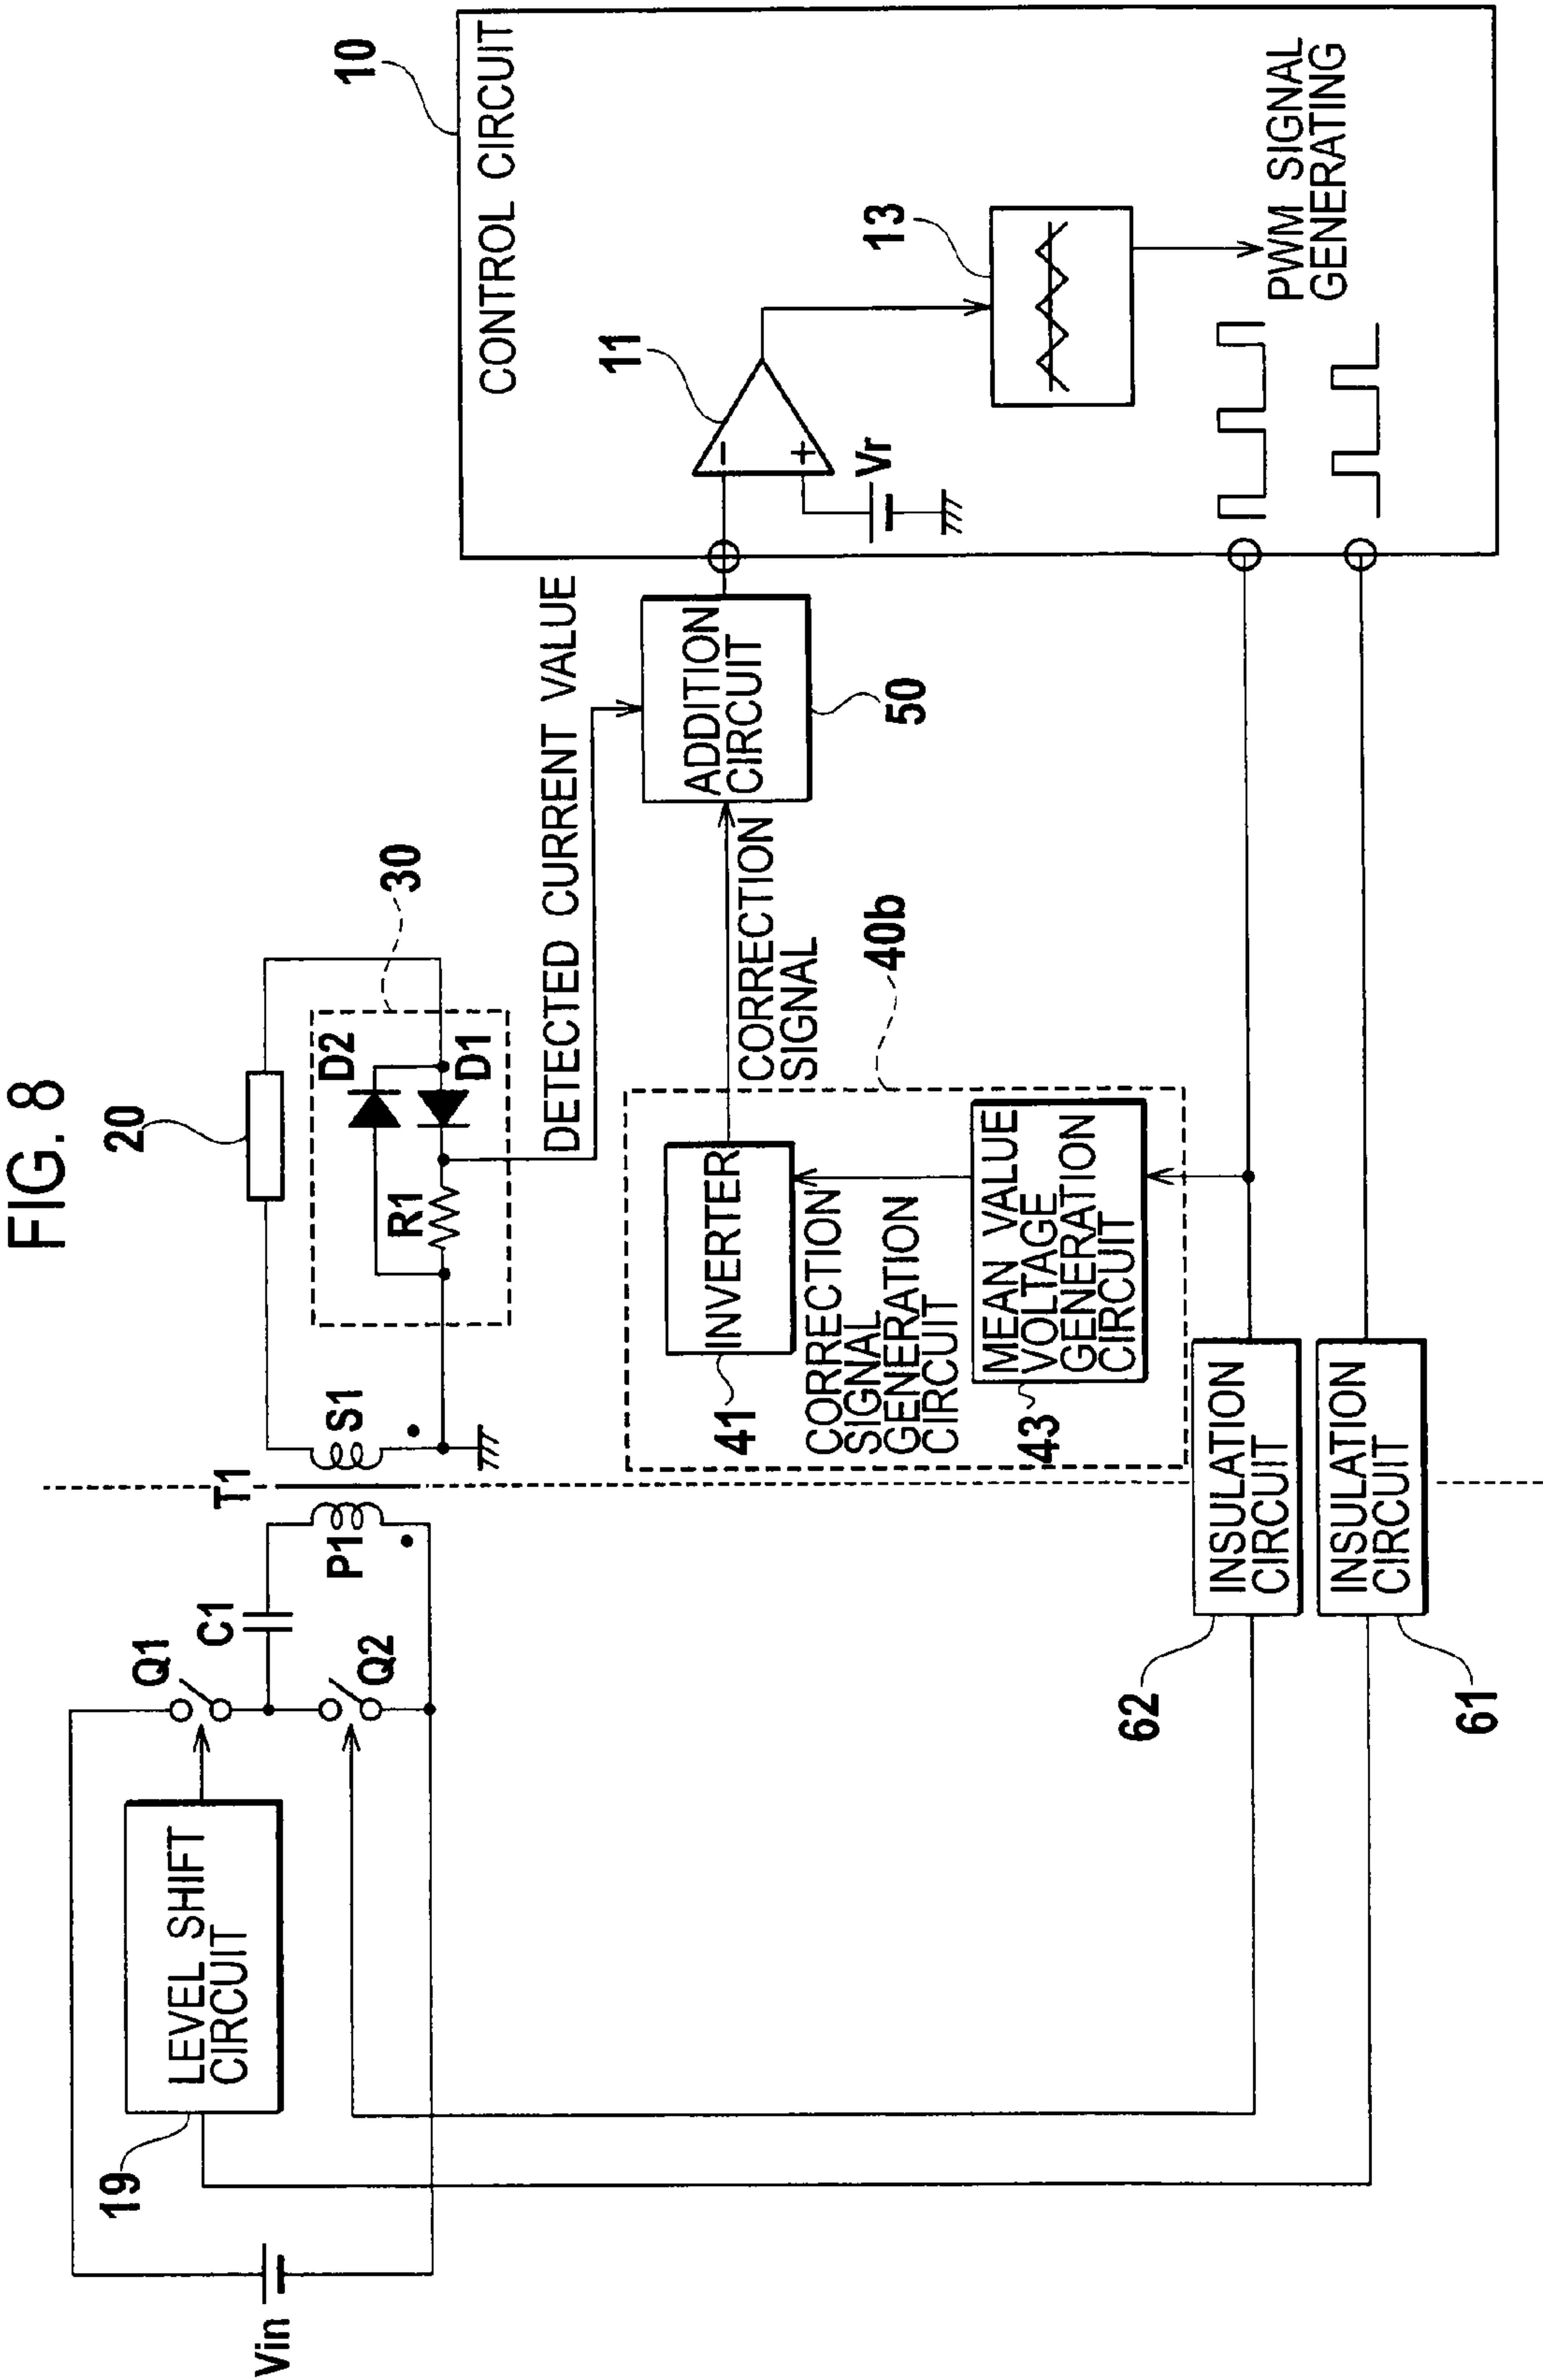 FIG. 8
10
CONTROL CIRCUIT
11
Vr
13
PWM SIGNAL
GENERATING
20
30
D2
D1
R1
DETECTED CURRENT VALUE
ADDITION
CIRCUIT
50
CORRECTION
SIGNAL
40b
INVERTER
41
CORRECTION
SIGNAL
GENERATION
CIRCUIT
MEAN VALUE
VOLTAGE
GENERATION
CIRCUIT
43
S1
T1
P1
C1
Q1
Q2
LEVEL SHIFT
CIRCUIT
19
Vin
INSULATION
CIRCUIT
62
INSULATION
CIRCUIT
61